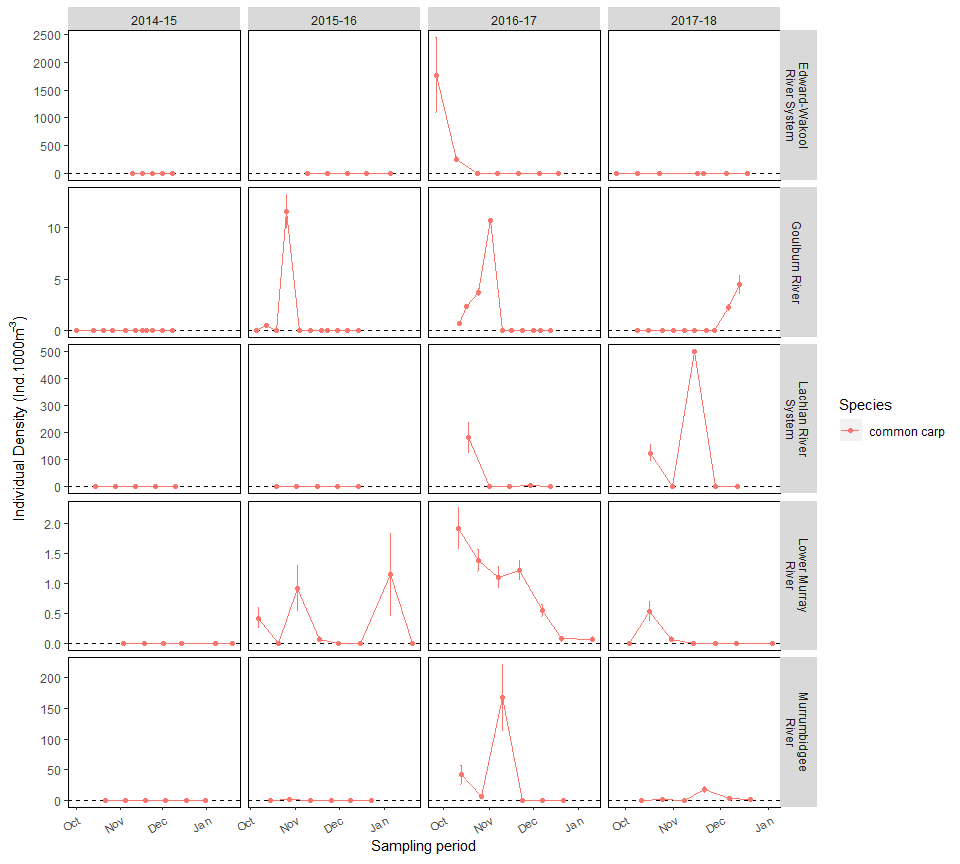 2014-15 2015-16 2016-17 2017-18
Individual Density (Ind.1000m⁻³)
2500
2000
1500
1000
500
0
Edward-Wakool
River System
10
5
0
Goulburn River
500
400
300
200
100
0
Lachlan River
System
2.0
1.5
1.0
0.5
0.0
Lower Murray
River
200
150
100
50
0
Murrumbidgee
River
Oct Nov Dec Jan Oct Nov Dec Jan Oct Nov Dec Jan Oct Nov Dec Jan
Sampling period
Species
common carp